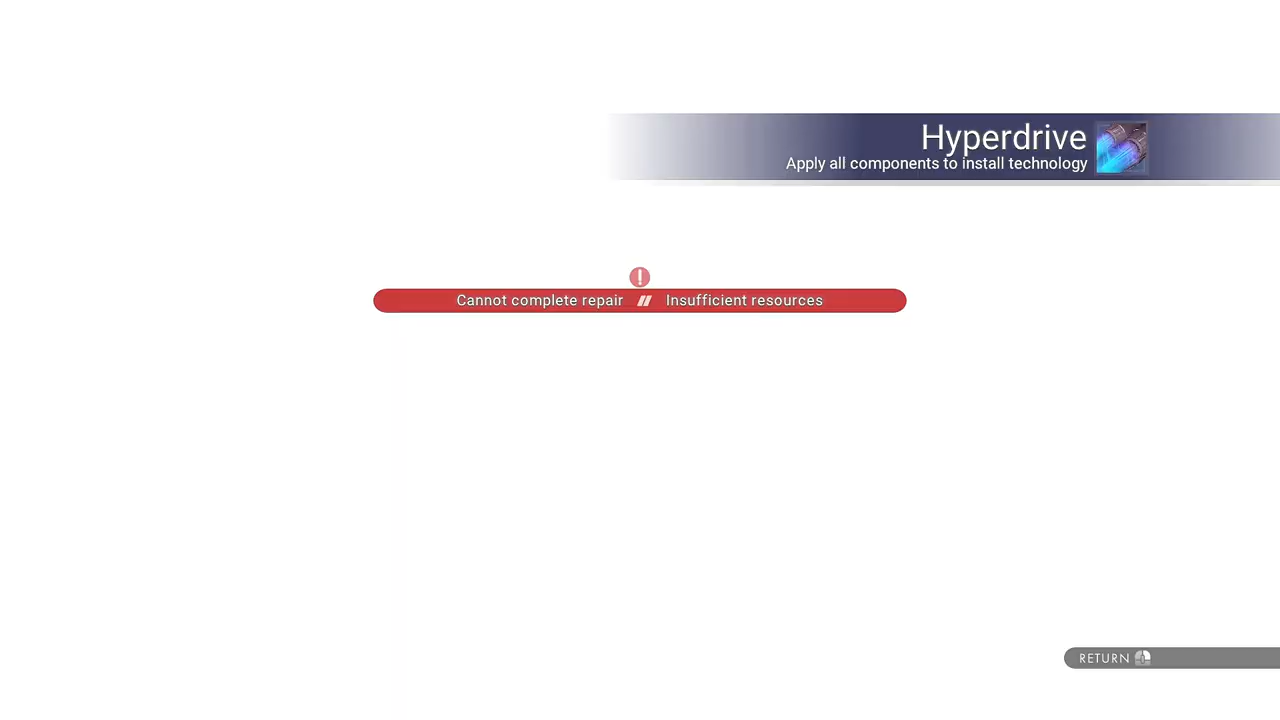 Hyperdrive
Apply all components to install technology
Cannot complete repair // Insufficient resources
RETURN